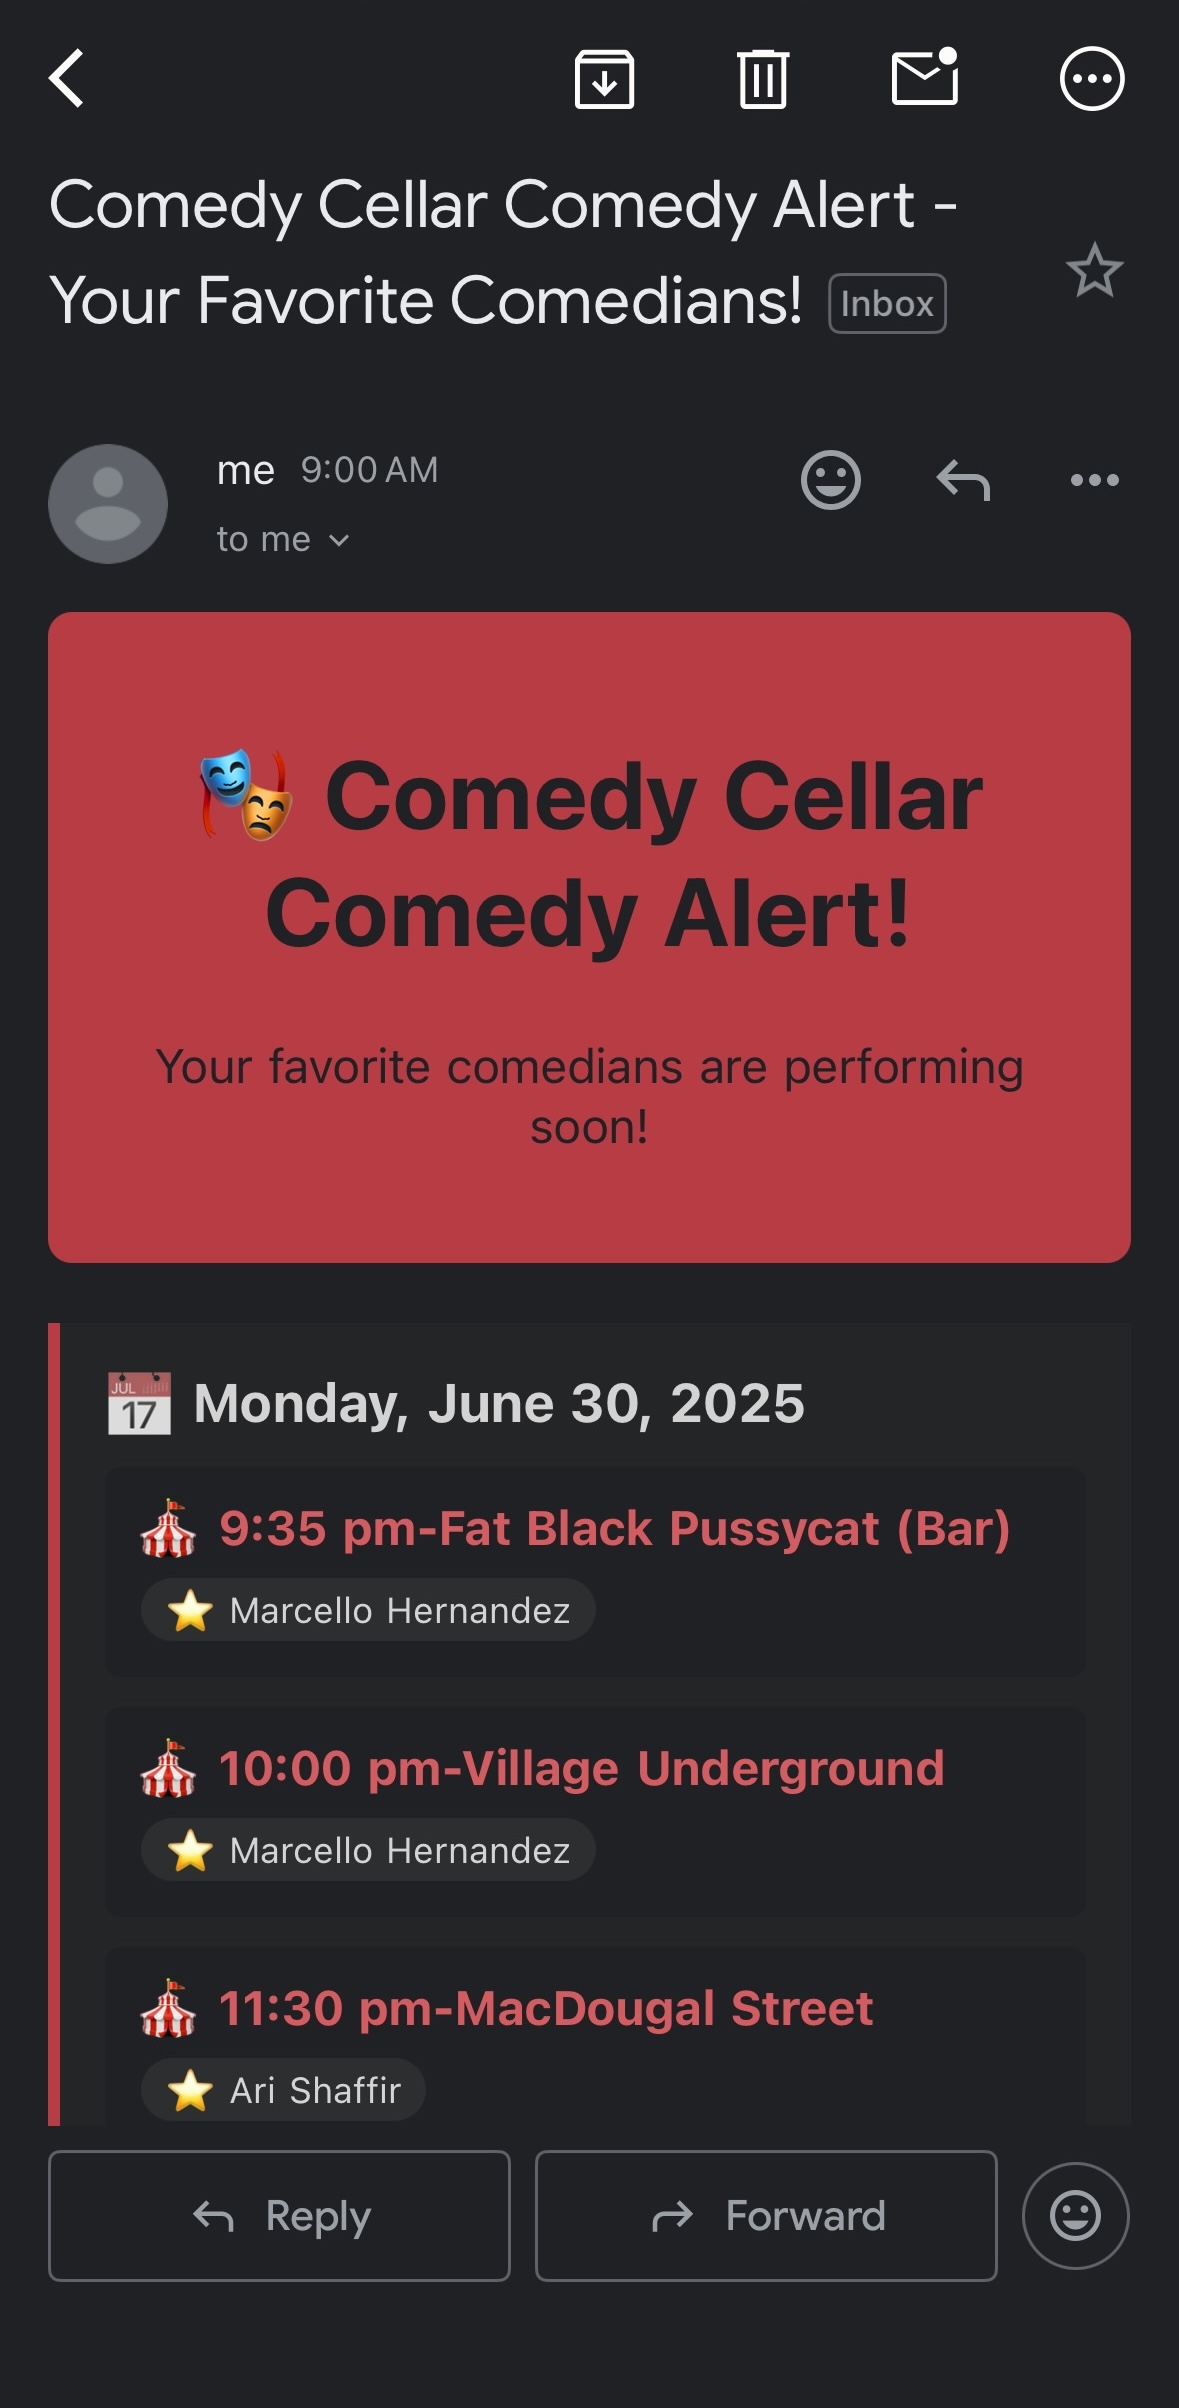 Comedy Cellar Comedy Alert -
Your Favorite Comedians! Inbox
me 9:00 AM
to me
🎭 Comedy Cellar
Comedy Alert!
Your favorite comedians are performing
soon!
📅 Monday, June 30, 2025
🎪 9:35 pm-Fat Black Pussycat (Bar)
⭐ Marcello Hernandez
🎪 10:00 pm-Village Underground
⭐ Marcello Hernandez
🎪 11:30 pm-MacDougal Street
⭐ Ari Shaffir
Reply
Forward